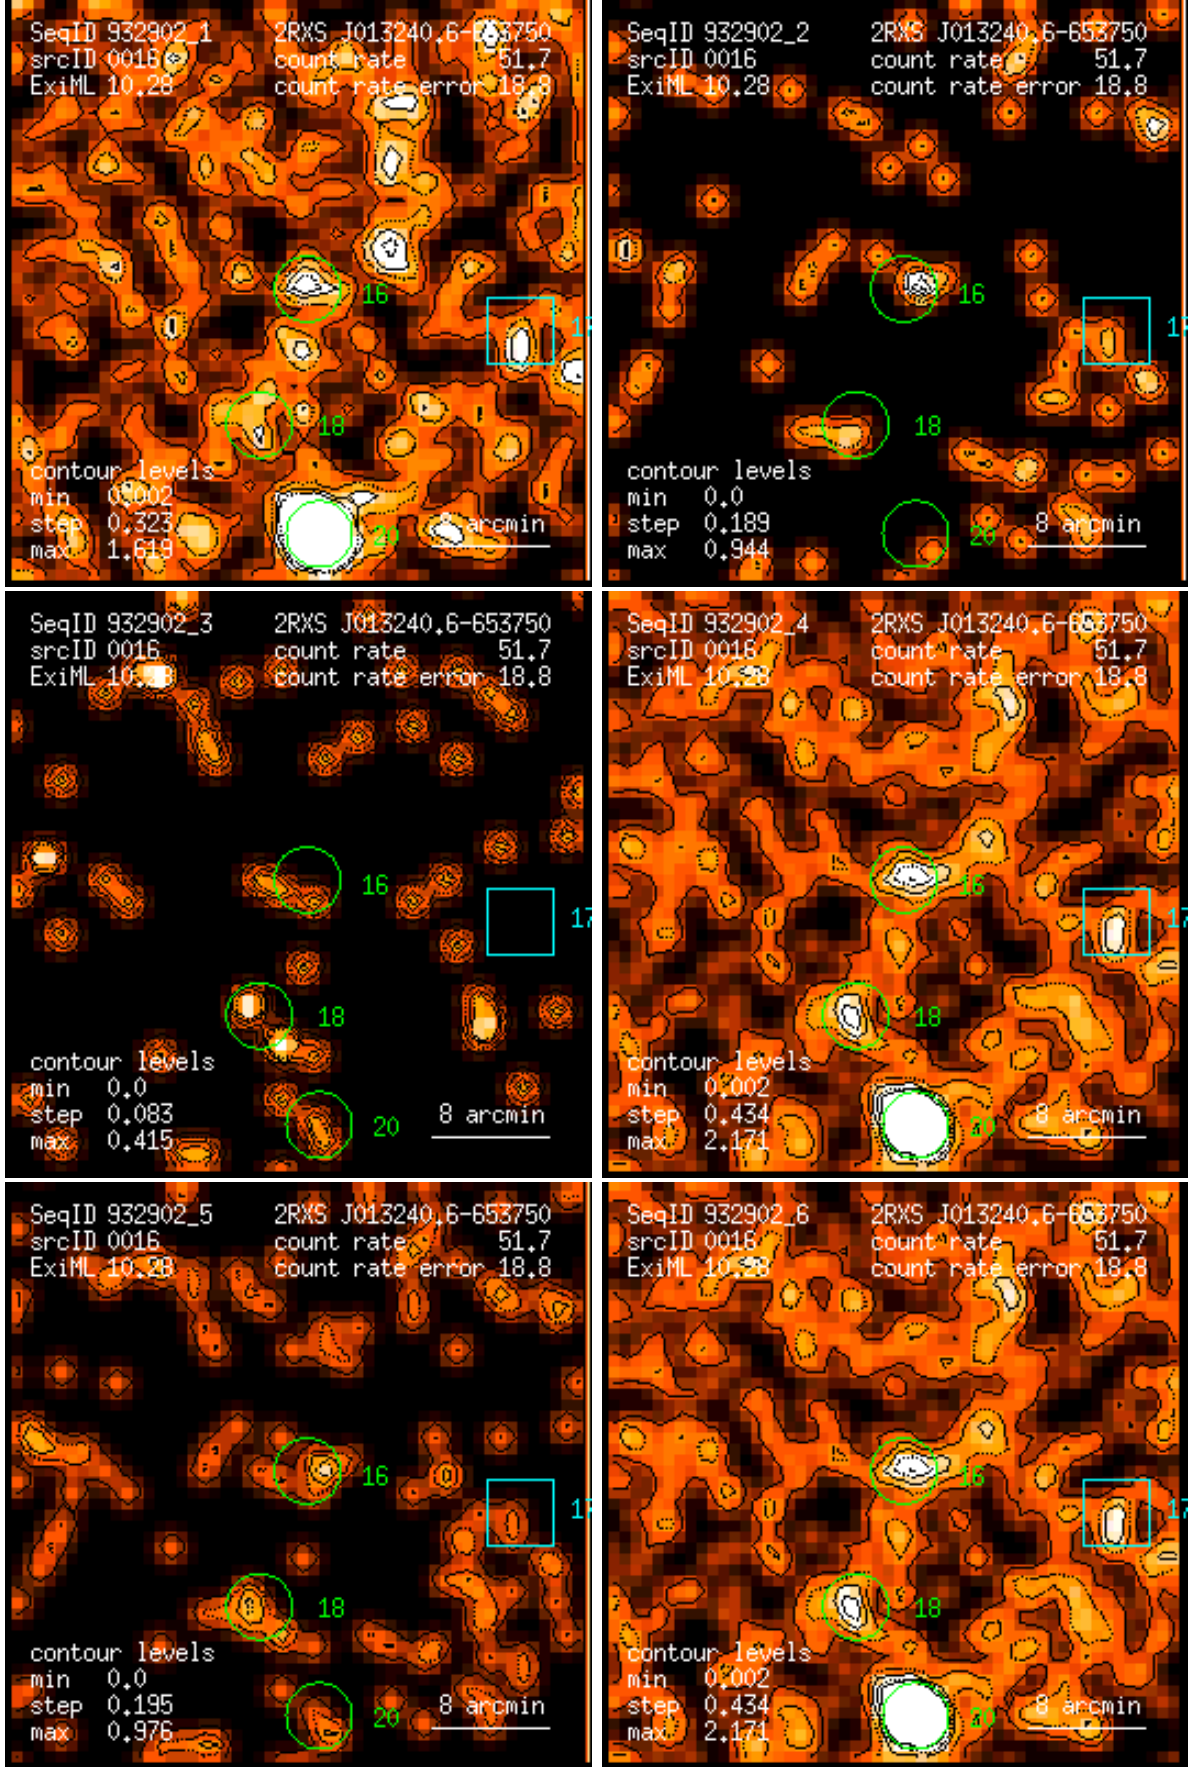 SeqID 932902_1 2RXS J013240.6-653750
srcID 0016 count rate 51.7
ExiML 10.28 count rate error 18.8
16
17
18
contour levels
min 0.002
step 0.323 20 8 arcmin
max 1.619
SeqID 932902_2 2RXS J013240.6-653750
srcID 0016 count rate 51.7
ExiML 10.28 count rate error 18.8
16
17
18
contour levels
min 0.0
step 0.189 20 8 arcmin
max 0.944
SeqID 932902_3 2RXS J013240.6-653750
srcID 0016 count rate 51.7
ExiML 10.28 count rate error 18.8
16
17
18
contour levels
min 0.0
step 0.083 20 8 arcmin
max 0.415
SeqID 932902_4 2RXS J013240.6-653750
srcID 0016 count rate 51.7
ExiML 10.28 count rate error 18.8
16
17
18
contour levels
min 0.002
step 0.434 20 8 arcmin
max 2.171
SeqID 932902_5 2RXS J013240.6-653750
srcID 0016 count rate 51.7
ExiML 10.28 count rate error 18.8
16
17
18
contour levels
min 0.0
step 0.195 20 8 arcmin
max 0.976
SeqID 932902_6 2RXS J013240.6-653750
srcID 0016 count rate 51.7
ExiML 10.28 count rate error 18.8
16
17
18
contour levels
min 0.002
step 0.434 20 8 arcmin
max 2.171